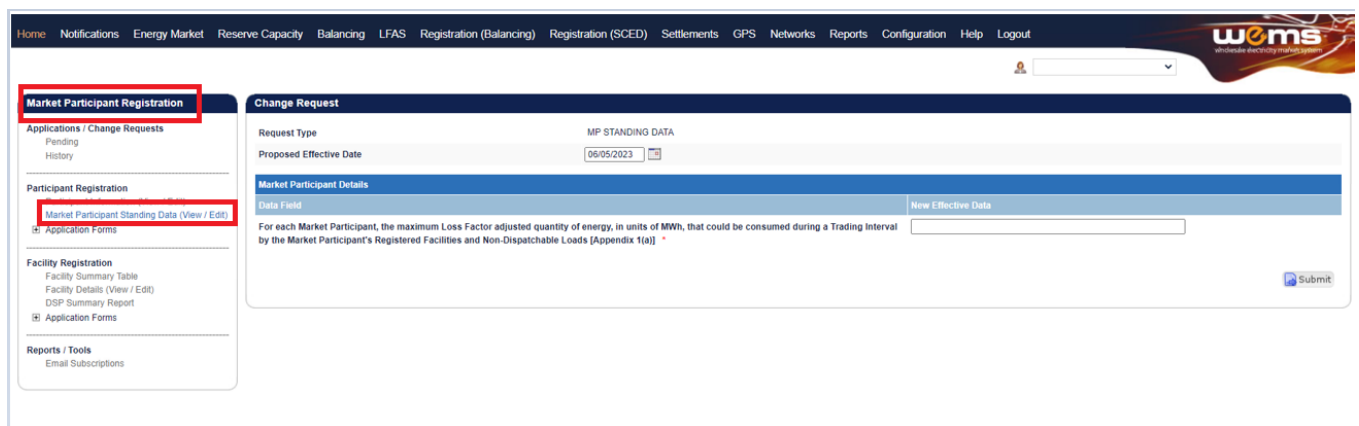 Home Notifications Energy Market Reserve Capacity Balancing LFAS Registration (Balancing) Registration (SCED) Settlements GPS Networks Reports Configuration Help Logout
wems
wholesale electricity market system
Market Participant Registration
Applications / Change Requests
Pending
History
Participant Registration
Market Participant Standing Data (View / Edit)
Application Forms
Facility Registration
Facility Summary Table
Facility Details (View / Edit)
DSP Summary Report
Application Forms
Reports / Tools
Email Subscriptions
Change Request
Request Type MP STANDING DATA
Proposed Effective Date 06/05/2023
Market Participant Details
Data Field New Effective Data
For each Market Participant, the maximum Loss Factor adjusted quantity of energy, in units of MWh, that could be consumed during a Trading Interval
by the Market Participant's Registered Facilities and Non-Dispatchable Loads [Appendix 1(a)] *
Submit